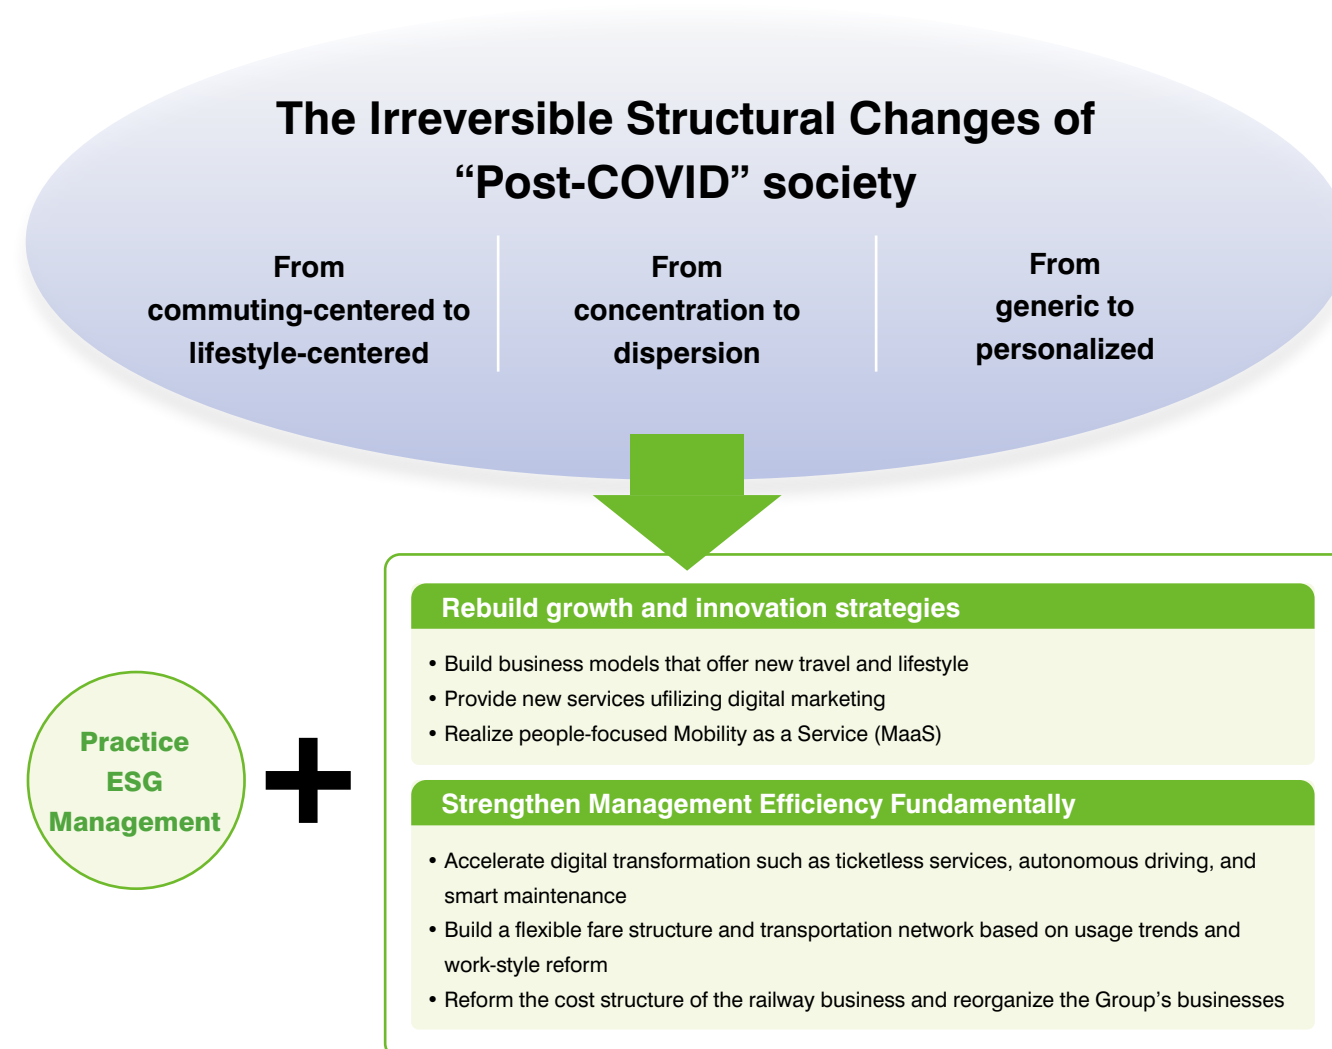 The Irreversible Structural Changes of
“Post-COVID” society
From
commuting-centered to
lifestyle-centered
From
concentration to
dispersion
From
generic to
personalized
Rebuild growth and innovation strategies
• Build business models that offer new travel and lifestyle
• Provide new services ufilizing digital marketing
• Realize people-focused Mobility as a Service (MaaS)
Practice
ESG
Management
Strengthen Management Efficiency Fundamentally
• Accelerate digital transformation such as ticketless services, autonomous driving, and
smart maintenance
• Build a flexible fare structure and transportation network based on usage trends and
work-style reform
• Reform the cost structure of the railway business and reorganize the Group’s businesses